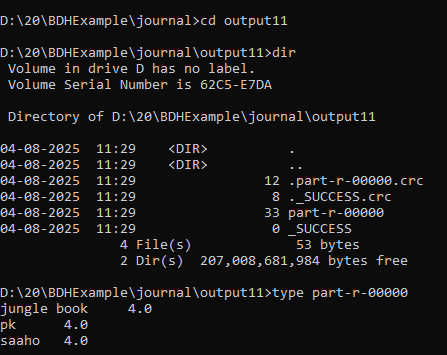 D:\20\BDHExample\journal>cd output11
D:\20\BDHExample\journal\output11>dir
 Volume in drive D has no label.
 Volume Serial Number is 62C5-E7DA
 Directory of D:\20\BDHExample\journal\output11
04-08-2025  11:29    <DIR>          .
04-08-2025  11:29    <DIR>          ..
04-08-2025  11:29                12 .part-r-00000.crc
04-08-2025  11:29                 8 ._SUCCESS.crc
04-08-2025  11:29                33 part-r-00000
04-08-2025  11:29                 0 _SUCCESS
               4 File(s)             53 bytes
               2 Dir(s)  207,008,681,984 bytes free
D:\20\BDHExample\journal\output11>type part-r-00000
jungle book     4.0
pk      4.0
saaho   4.0